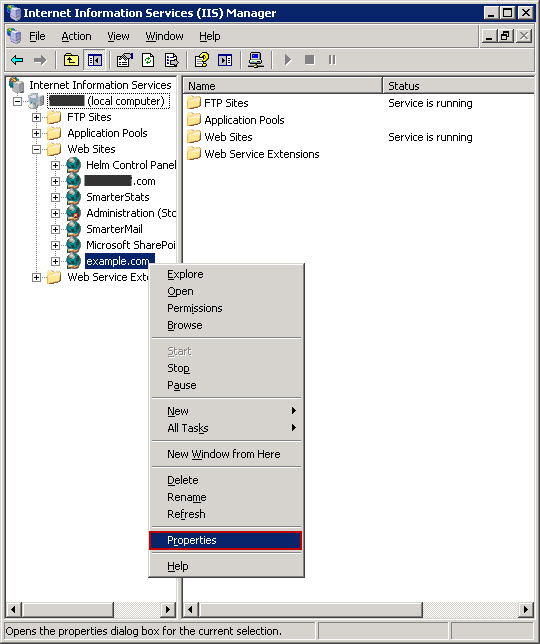 Internet Information Services (IIS) Manager
File Action View Window Help
Internet Information Services
(local computer)
FTP Sites
Application Pools
Web Sites
Helm Control Panel
.com
SmarterStats
Administration (Sto
SmarterMail
Microsoft SharePoi
example.com
Web Service Exte
Name Status
FTP Sites Service is running
Application Pools
Web Sites Service is running
Web Service Extensions
Explore
Open
Permissions
Browse
Start
Stop
Pause
New
All Tasks
New Window from Here
Delete
Rename
Refresh
Properties
Help
Opens the properties dialog box for the current selection.